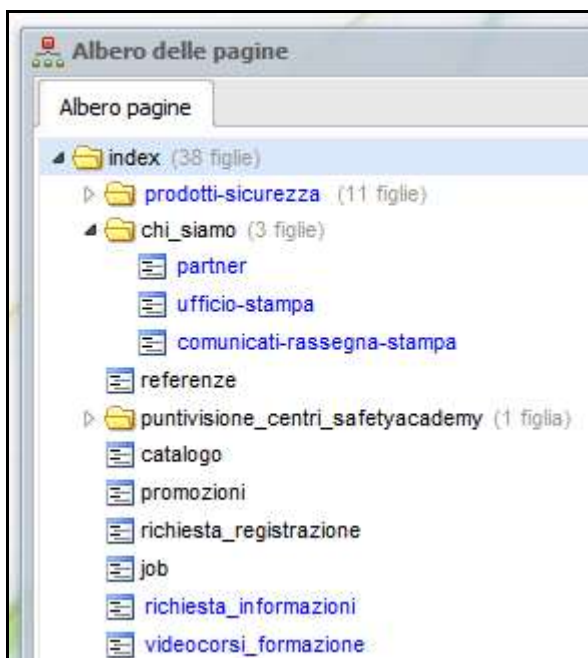 Albero delle pagine
Albero pagine
index (38 figlie)
prodotti-sicurezza (11 figlie)
chi_siamo (3 figlie)
partner
ufficio-stampa
comunicati-rassegna-stampa
referenze
puntivisione_centri_safetyacademy (1 figlia)
catalogo
promozioni
richiesta_registrazione
job
richiesta_informazioni
videocorsi_formazione